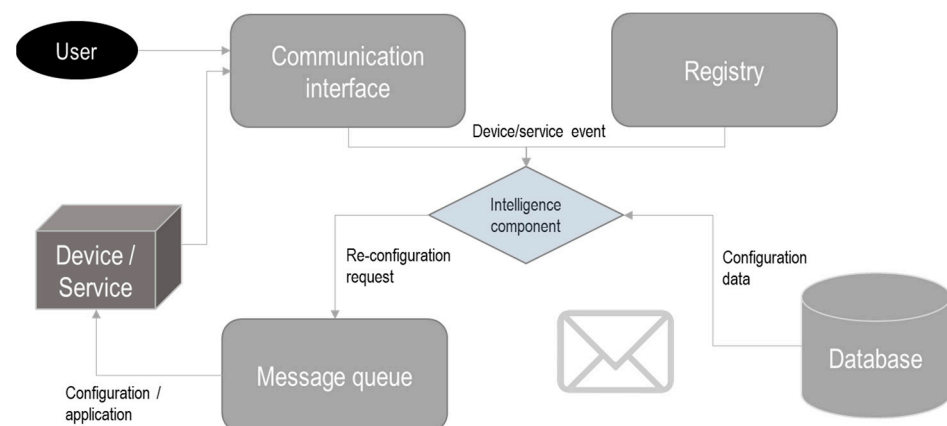 User
Communication
interface
Registry
Device/service event
Intelligence
component
Device /
Service
Re-configuration
request
Configuration
data
Message queue
Database
Configuration /
application